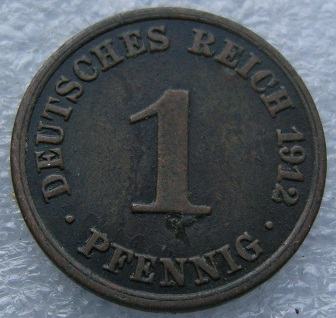 DEUTSCHES REICH 1912
1
· PFENNIG ·